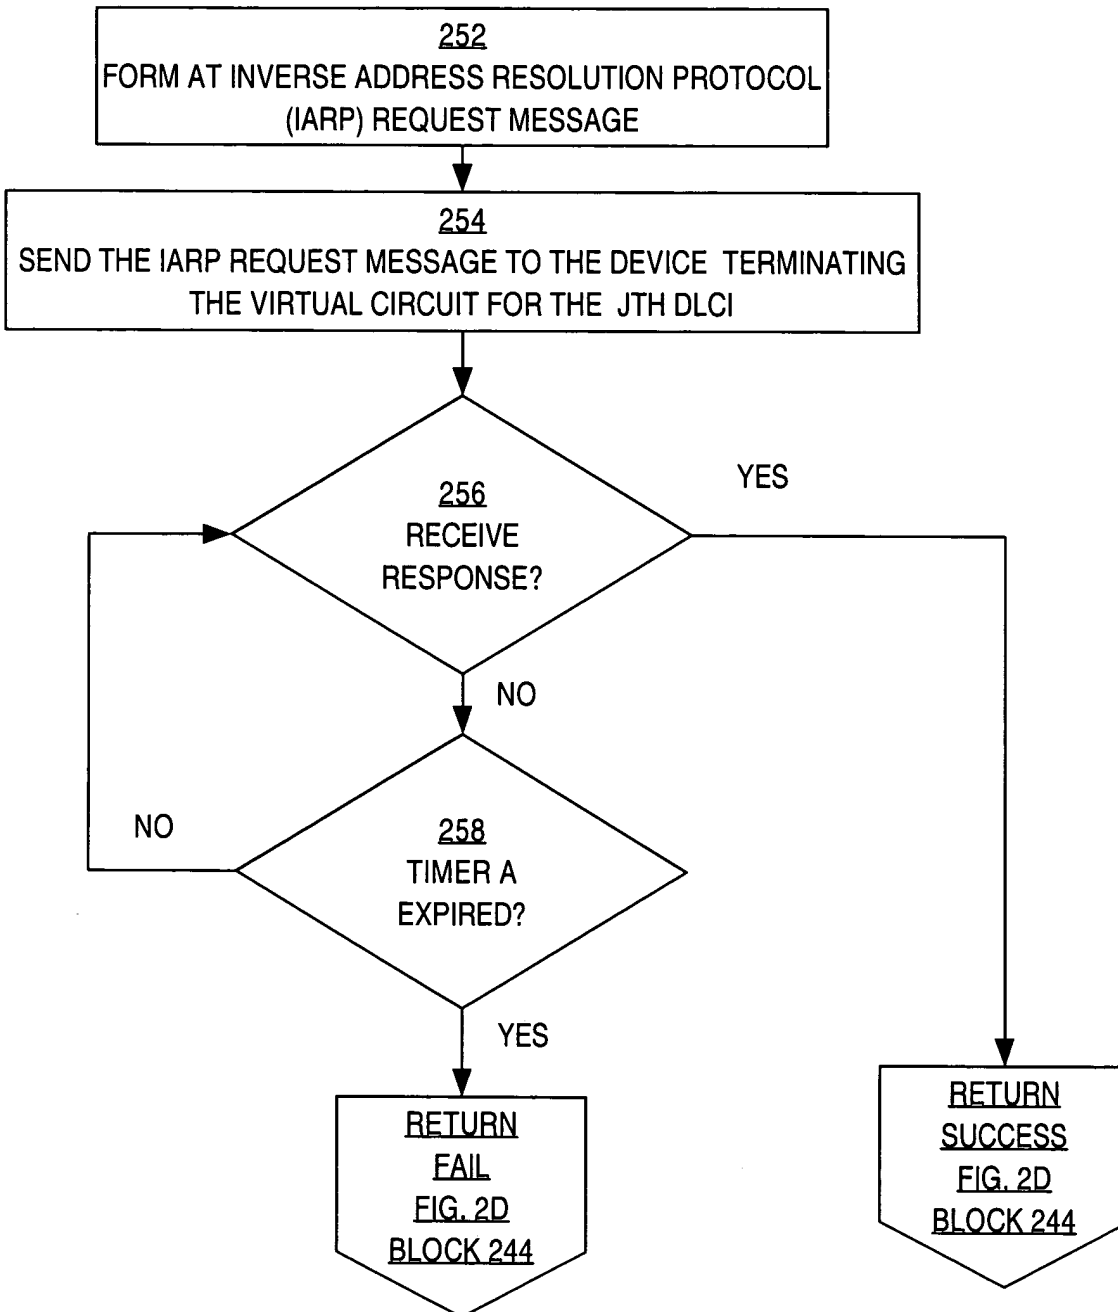 252
FORM AT INVERSE ADDRESS RESOLUTION PROTOCOL
(IARP) REQUEST MESSAGE
254
SEND THE IARP REQUEST MESSAGE TO THE DEVICE TERMINATING
THE VIRTUAL CIRCUIT FOR THE JTH DLCI
256
RECEIVE
RESPONSE?
YES
NO
258
TIMER A
EXPIRED?
NO
YES
RETURN
FAIL
FIG. 2D
BLOCK 244
RETURN
SUCCESS
FIG. 2D
BLOCK 244